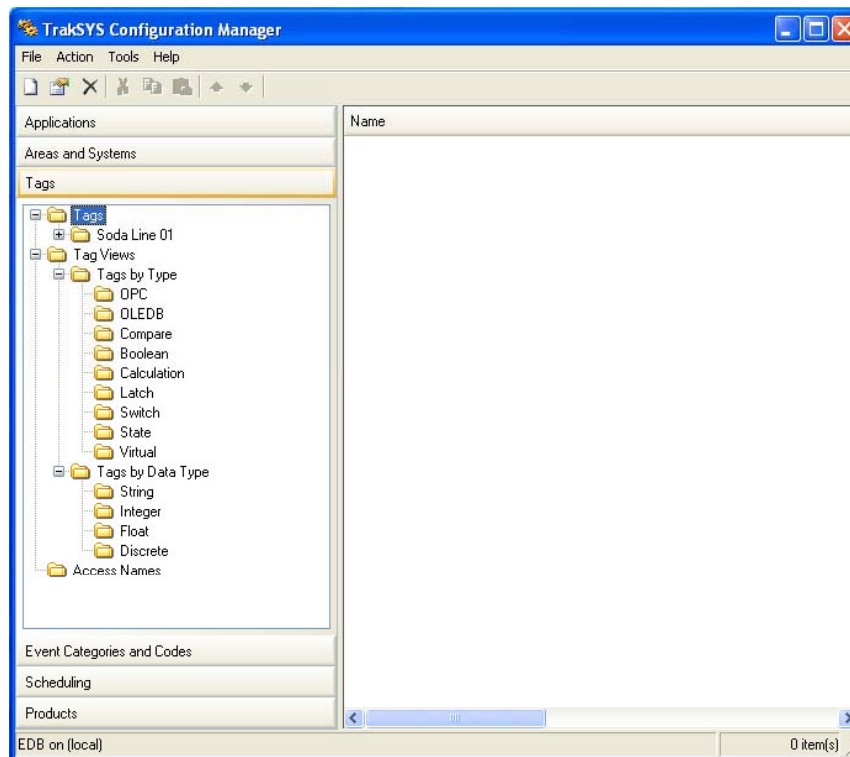 TrakSYS Configuration Manager
File Action Tools Help
Applications
Areas and Systems
Tags
Name
Tags
Soda Line 01
Tag Views
Tags by Type
OPC
OLEDB
Compare
Boolean
Calculation
Latch
Switch
State
Virtual
Tags by Data Type
String
Integer
Float
Discrete
Access Names
Event Categories and Codes
Scheduling
Products
EDB on (local)
0 item(s)